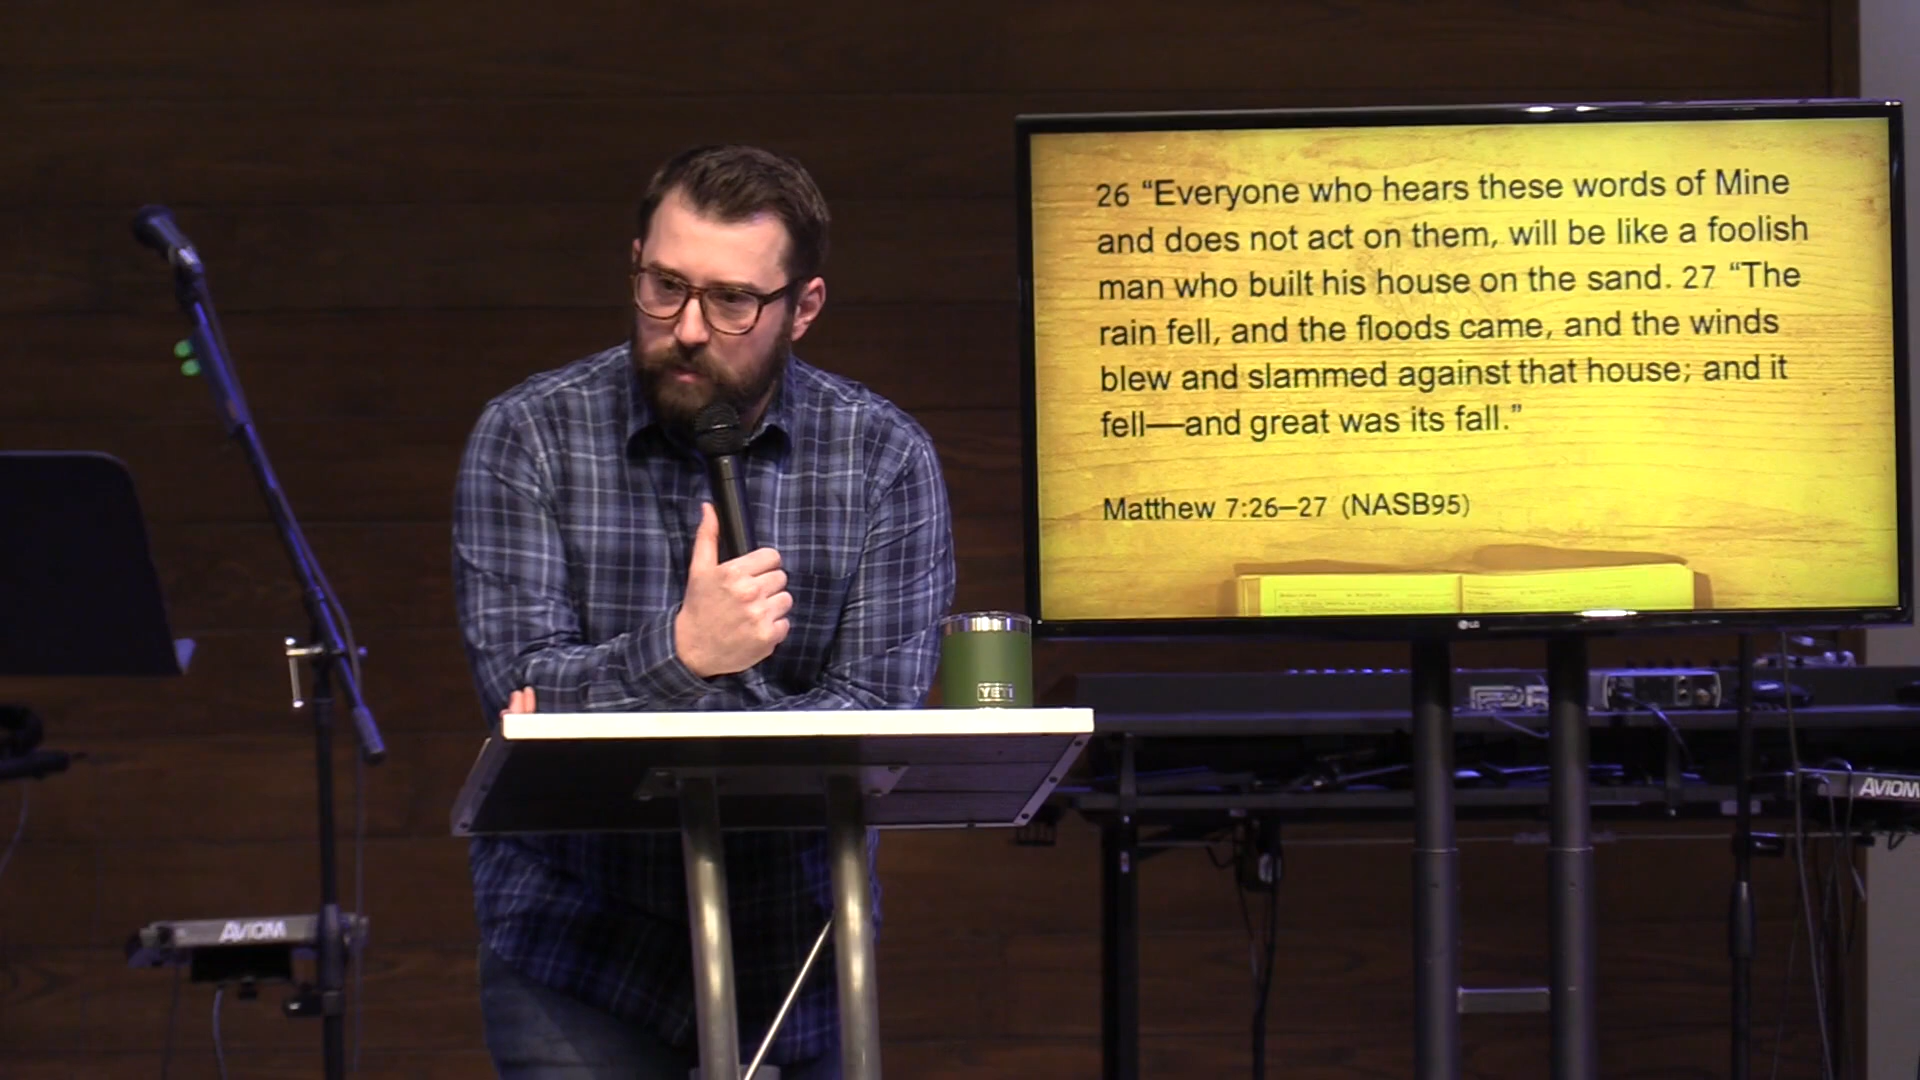 26 “Everyone who hears these words of Mine
and does not act on them, will be like a foolish
man who built his house on the sand. 27 “The
rain fell, and the floods came, and the winds
blew and slammed against that house; and it
fell—and great was its fall.”
Matthew 7:26–27 (NASB95)
LG
YETI
AVIOM
AVIOM